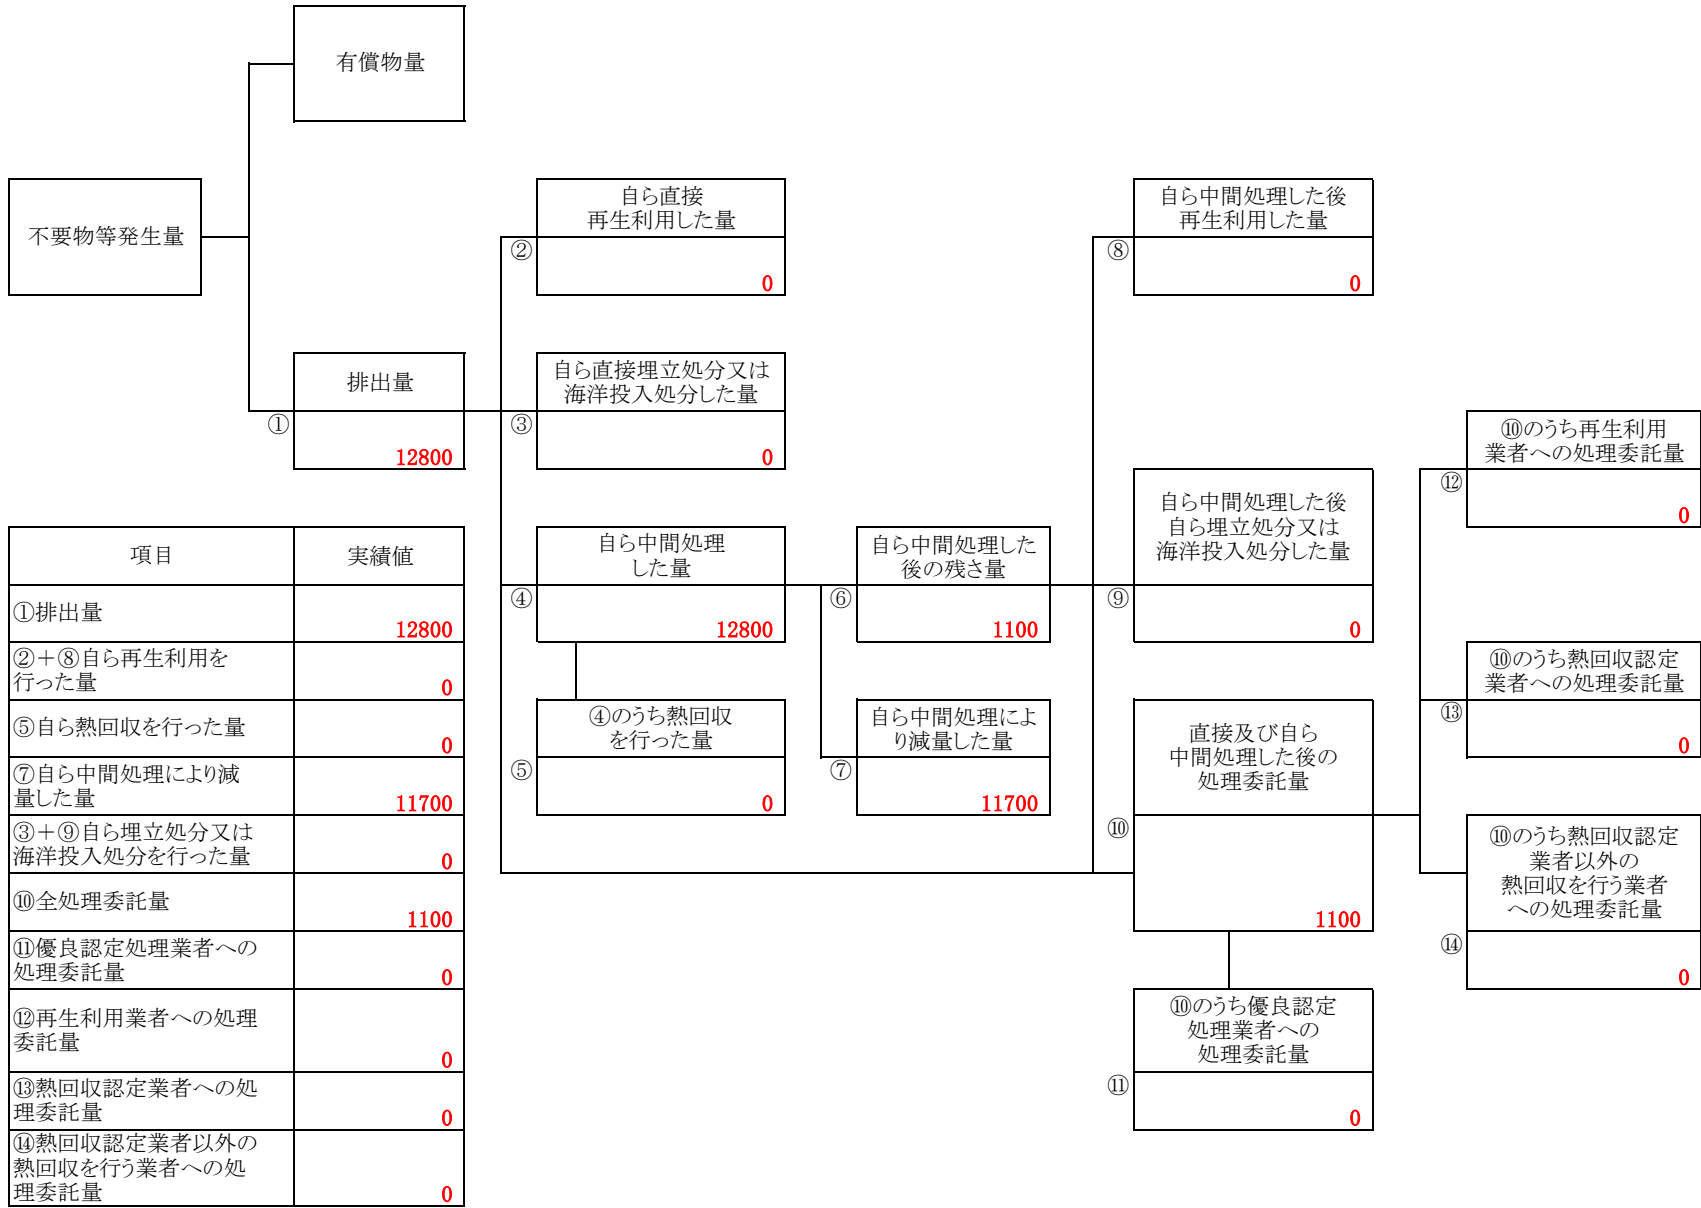 有償物量
不要物等発生量
排出量
①
12800
自ら直接
再生利用した量
②
0
自ら直接埋立処分又は
海洋投入処分した量
③
0
自ら中間処理
した量
④
12800
④のうち熱回収
を行った量
⑤
0
自ら中間処理した
後の残さ量
⑥
1100
自ら中間処理によ
り減量した量
⑦
11700
自ら中間処理した後
再生利用した量
⑧
0
自ら中間処理した後
自ら埋立処分又は
海洋投入処分した量
⑨
0
直接及び自ら
中間処理した後の
処理委託量
⑩
1100
⑩のうち優良認定
処理業者への
処理委託量
⑪
0
⑩のうち再生利用
業者への処理委託量
⑫
0
⑩のうち熱回収認定
業者への処理委託量
⑬
0
⑩のうち熱回収認定
業者以外の
熱回収を行う業者
への処理委託量
⑭
0
項目 実績値
①排出量
12800
②＋⑧自ら再生利用を
行った量
0
⑤自ら熱回収を行った量
0
⑦自ら中間処理により減
量した量
11700
③＋⑨自ら埋立処分又は
海洋投入処分を行った量
0
⑩全処理委託量
1100
⑪優良認定処理業者への
処理委託量
0
⑫再生利用業者への処理
委託量
0
⑬熱回収認定業者への処
理委託量
0
⑭熱回収認定業者以外の
熱回収を行う業者への処
理委託量
0